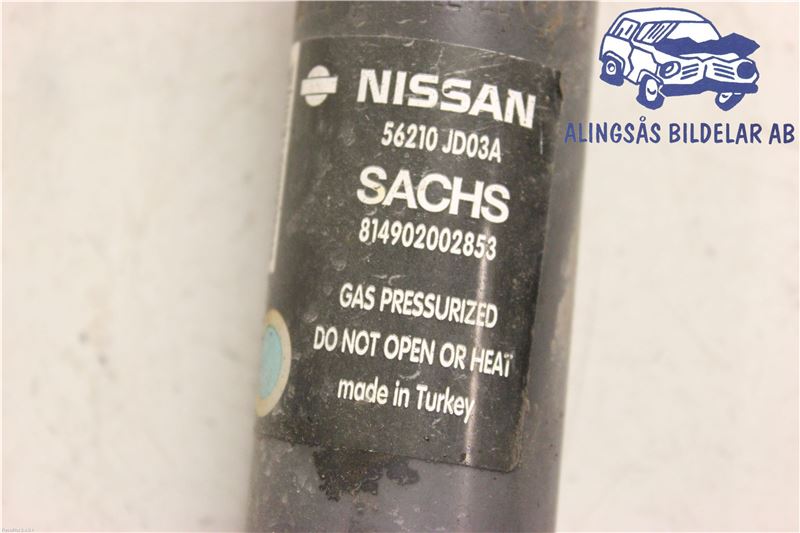 NISSAN
56210 JD03A
SACHS
814902002853
GAS PRESSURIZED
DO NOT OPEN OR HEAT
made in Turkey
ALINGSÅS BILDELAR AB